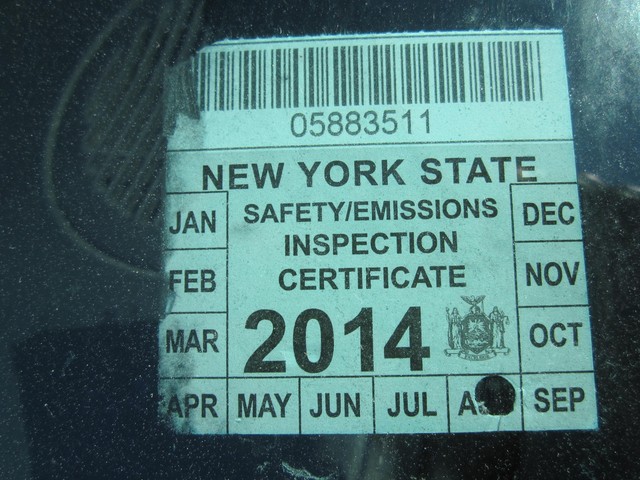 05883511
NEW YORK STATE
SAFETY/EMISSIONS
INSPECTION
CERTIFICATE
2014
JAN
FEB
MAR
APR
MAY
JUN
JUL
SEP
OCT
NOV
DEC